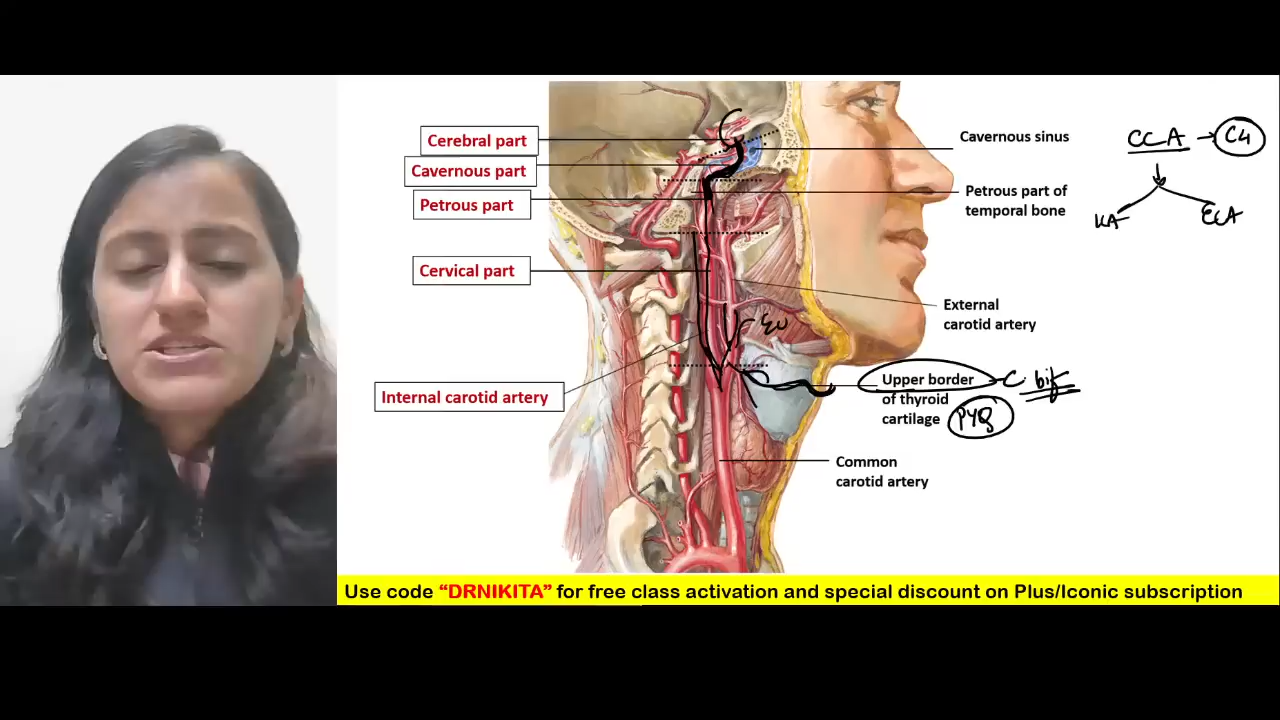 Cerebral part
Cavernous part
Petrous part
Cervical part
Internal carotid artery
Cavernous sinus
Petrous part of
temporal bone
External
carotid artery
Upper border
of thyroid
cartilage
C bif
PYQ
Common
carotid artery
CCA → C4
ICA
ECA
Use code “DRNIKITA” for free class activation and special discount on Plus/Iconic subscription